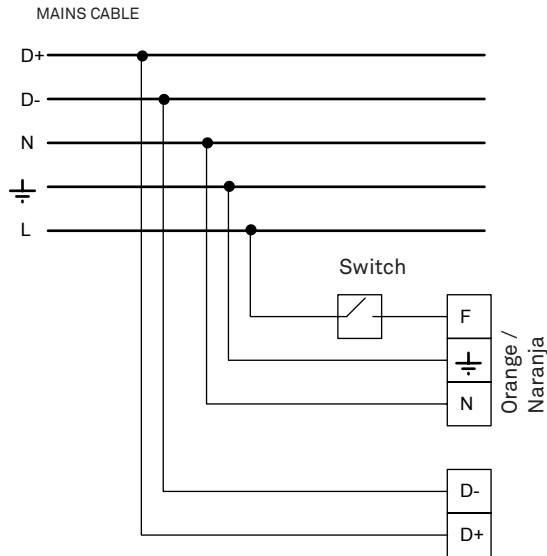 MAINS CABLE
D+
D-
N
L
Switch
F
N
Orange /
Naranja
D-
D+